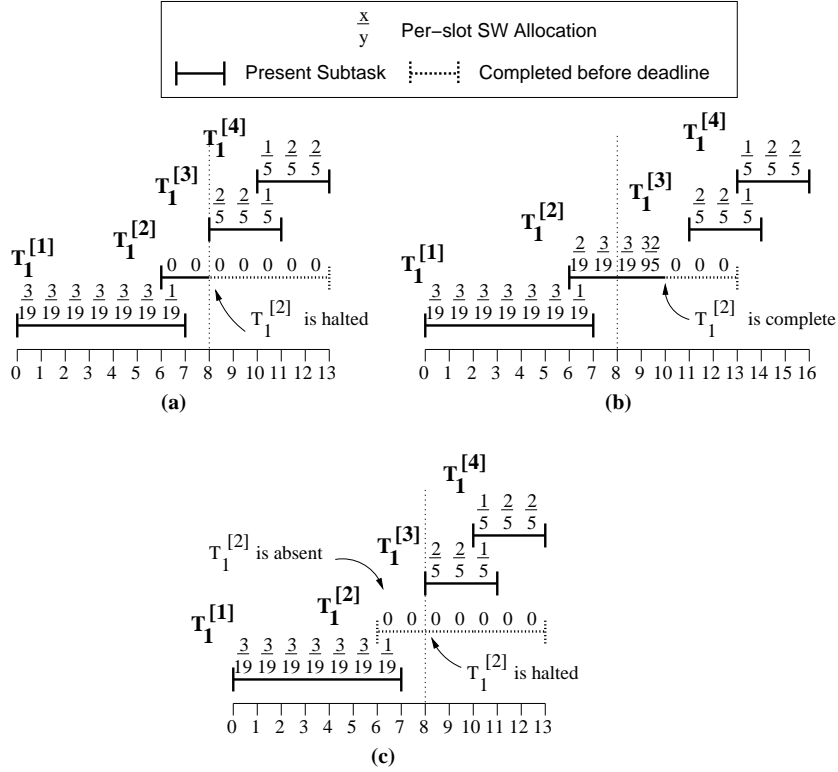 x
y
Per−slot SW Allocation
Present Subtask
Completed before deadline
T1[4]
1/5 2/5 2/5
T1[3]
2/5 2/5 1/5
T1[2]
0 0 0 0 0 0 0
T1[1]
3/19 3/19 3/19 3/19 3/19 3/19 1/19
T1[2] is halted
0 1 2 3 4 5 6 7 8 9 10 11 12 13
(a)
T1[4]
1/5 2/5 2/5
T1[3]
2/5 2/5 1/5
T1[2]
2/19 3/19 3/19 32/95 0 0 0
T1[1]
3/19 3/19 3/19 3/19 3/19 3/19 1/19
T1[2] is complete
0 1 2 3 4 5 6 7 8 9 10 11 12 13 14 15 16
(b)
T1[4]
1/5 2/5 2/5
T1[3]
2/5 2/5 1/5
T1[2] is absent
T1[2]
0 0 0 0 0 0 0
T1[1]
3/19 3/19 3/19 3/19 3/19 3/19 1/19
T1[2] is halted
0 1 2 3 4 5 6 7 8 9 10 11 12 13
(c)